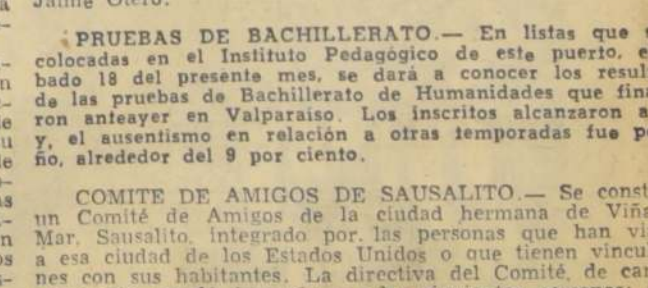 a Jaime Otero.
PRUEBAS DE BACHILLERATO.— En listas que
colocadas en el Instituto Pedagógico de este puerto, e
n bado 18 del presente mes, se dará a conocer los resul
de las pruebas de Bachillerato de Humanidades que fina
e ron anteayer en Valparaíso. Los inscritos alcanzaron a
u y, el ausentismo en relación a otras temporadas fue p
e ño, alrededor del 9 por ciento.
s COMITE DE AMIGOS DE SAUSALITO.— Se const
un Comité de Amigos de la ciudad hermana de Viña
n Mar, Sausalito, integrado por. las personas que han vi
os a esa ciudad de los Estados Unidos o que tienen vincu
nes con sus habitantes. La directiva del Comité, de car